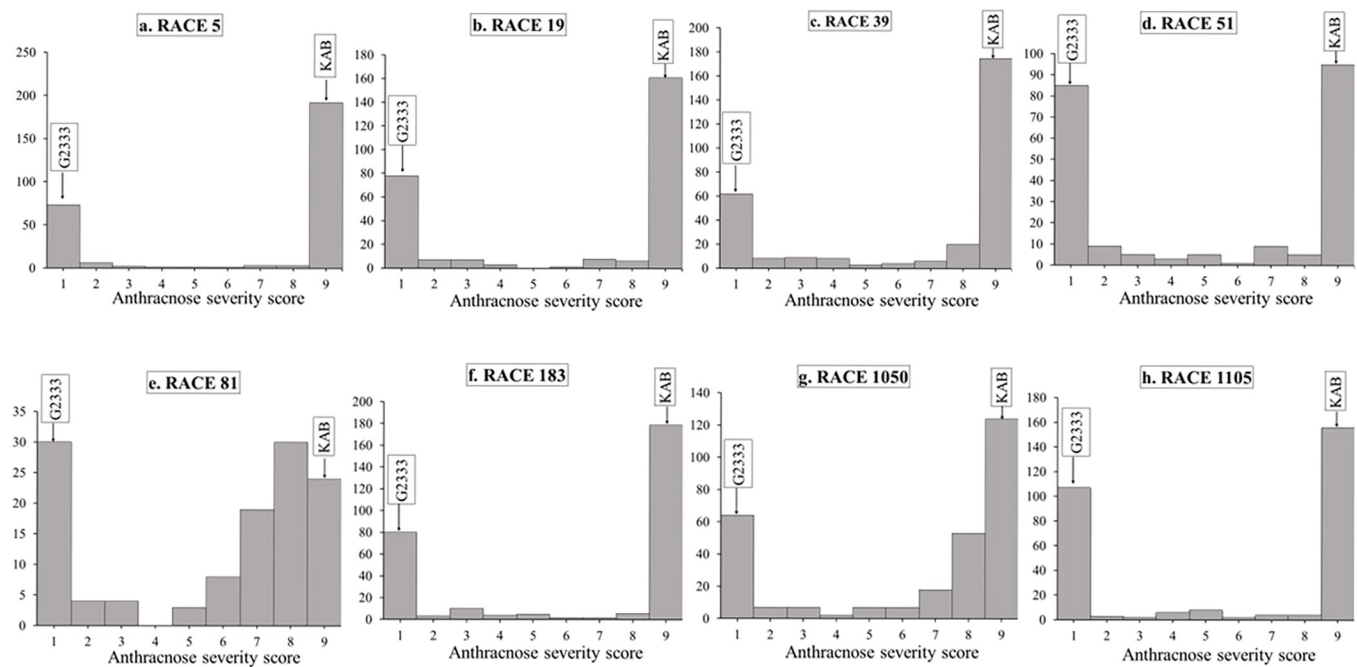 a. RACE 5
KAB
G2333
250
200
150
100
50
0
1 2 3 4 5 6 7 8 9
Anthracnose severity score
b. RACE 19
KAB
G2333
180
160
140
120
100
80
60
40
20
0
1 2 3 4 5 6 7 8 9
Anthracnose severity score
c. RACE 39
KAB
G2333
200
180
160
140
120
100
80
60
40
20
0
1 2 3 4 5 6 7 8 9
Anthracnose severity score
d. RACE 51
G2333
KAB
100
90
80
70
60
50
40
30
20
10
0
1 2 3 4 5 6 7 8 9
Anthracnose severity score
e. RACE 81
G2333
KAB
35
30
25
20
15
10
5
0
1 2 3 4 5 6 7 8 9
Anthracnose severity score
f. RACE 183
KAB
G2333
200
180
160
140
120
100
80
60
40
20
0
1 2 3 4 5 6 7 8 9
Anthracnose severity score
g. RACE 1050
KAB
G2333
140
120
100
80
60
40
20
0
1 2 3 4 5 6 7 8 9
Anthracnose severity score
h. RACE 1105
KAB
G2333
180
160
140
120
100
80
60
40
20
0
1 2 3 4 5 6 7 8 9
Anthracnose severity score